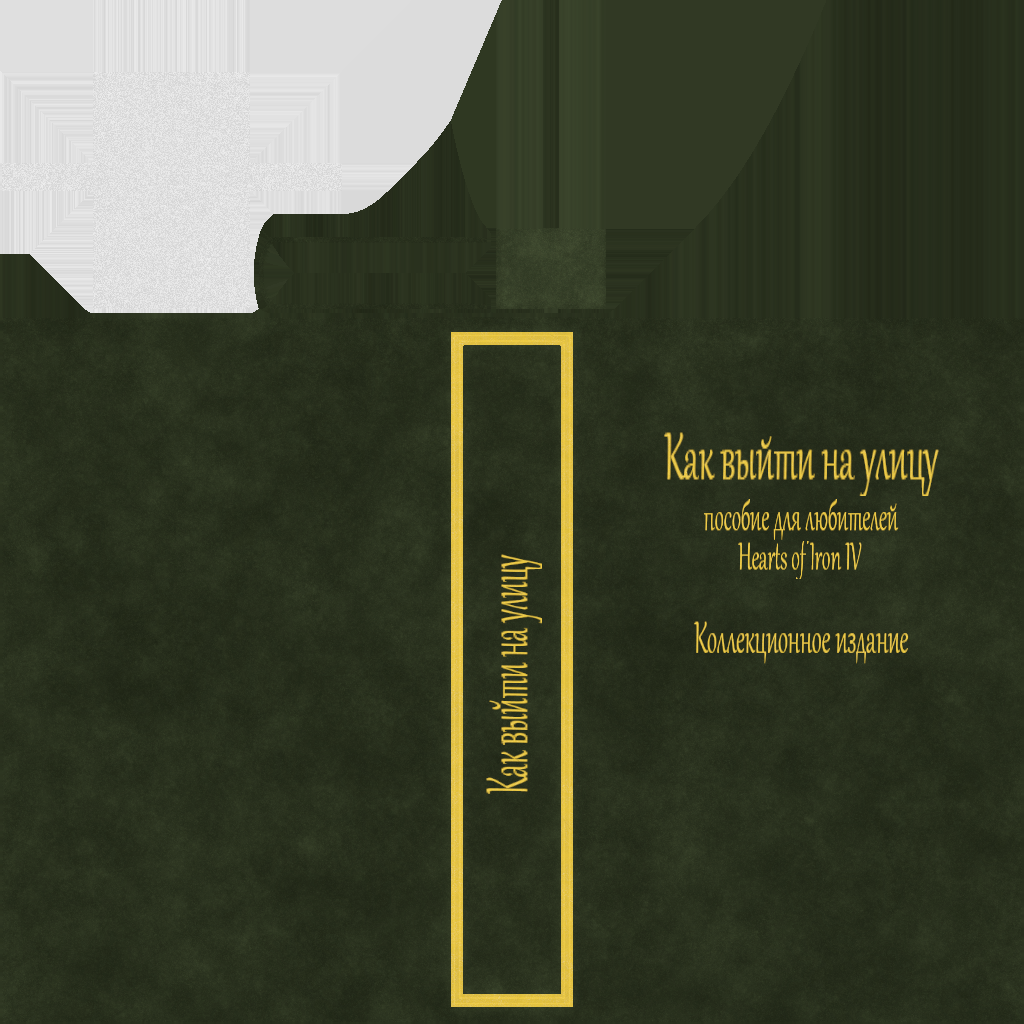 Как выйти на улицу
пособие для любителей
Hearts of Iron IV
Коллекционное издание
Как выйти на улицу